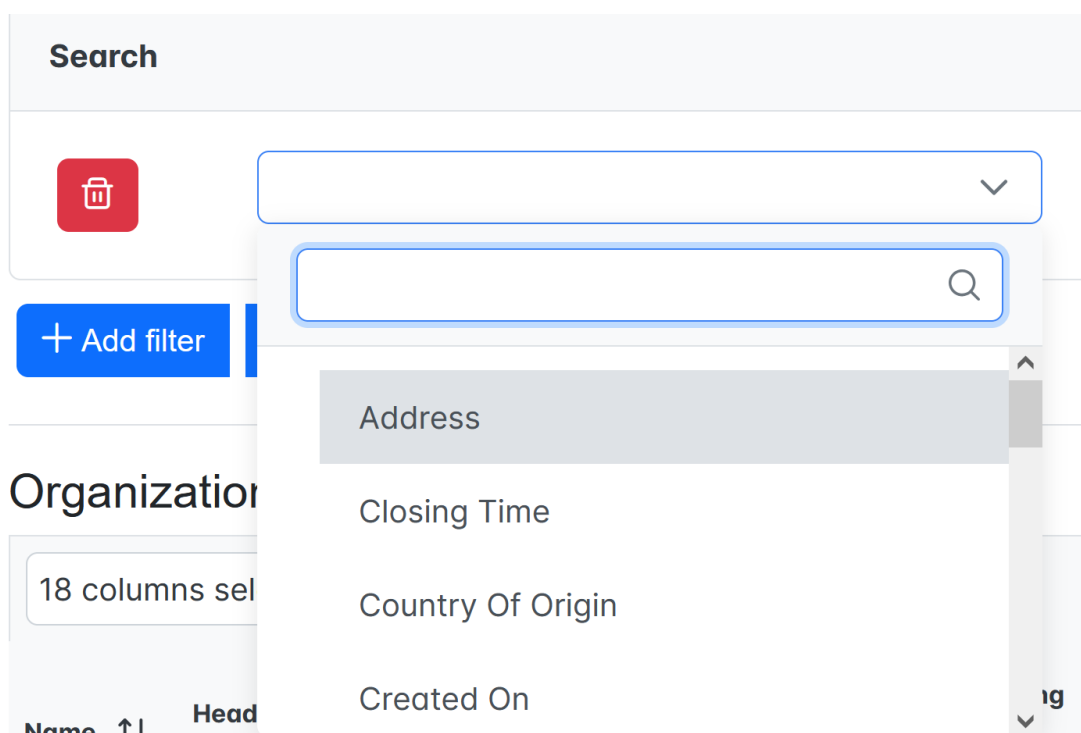 Search
Add filter
Address
Closing Time
Organization
18 columns sel
Country Of Origin
Created On
Head
Name